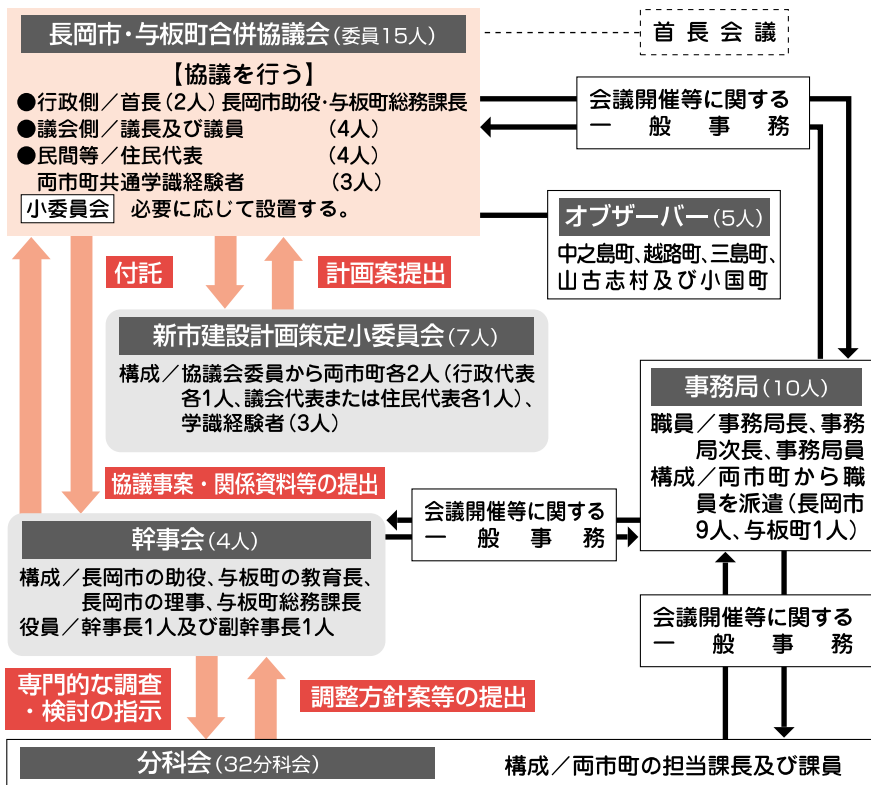 長岡市・与板町合併協議会(委員15人)
首長会議
【協議を行う】
●行政側／首長(2人)長岡市助役・与板町総務課長
●議会側／議長及び議員 (4人)
●民間等／住民代表 (4人)
両市町共通学識経験者 (3人)
小委員会 必要に応じて設置する。
会議開催等に関する
一般事務
オブザーバー(5人)
中之島町、越路町、三島町、
山古志村及び小国町
付託
計画案提出
新市建設計画策定小委員会(7人)
構成／協議会委員から両市町各2人(行政代表
各1人、議会代表または住民代表各1人)、
学識経験者(3人)
事務局(10人)
職員／事務局長、事務
局次長、事務局員
構成／両市町から職
員を派遣(長岡市
9人、与板町1人)
協議事案・関係資料等の提出
会議開催等に関する
一般事務
幹事会(4人)
構成／長岡市の助役、与板町の教育長、
長岡市の理事、与板町総務課長
役員／幹事長1人及び副幹事長1人
会議開催等に関する
一般事務
専門的な調査
・検討の指示
調整方針案等の提出
分科会(32分科会)
構成／両市町の担当課長及び課員